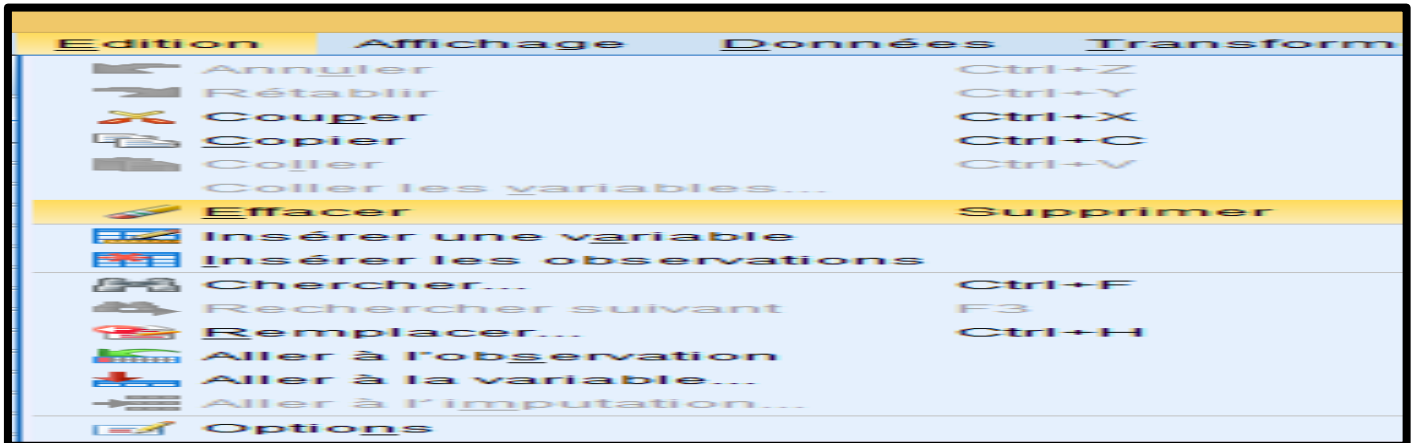 Edition Affichage Données Transform
Annuler Ctrl+Z
Rétablir Ctrl+Y
Couper Ctrl+X
Copier Ctrl+C
Coller Ctrl+V
Coller les variables...
Effacer Supprimer
Insérer une variable
Insérer les observations
Chercher... Ctrl+F
Rechercher suivant F3
Remplacer... Ctrl+H
Aller à l'observation
Aller à la variable...
Aller à l'imputation...
Options